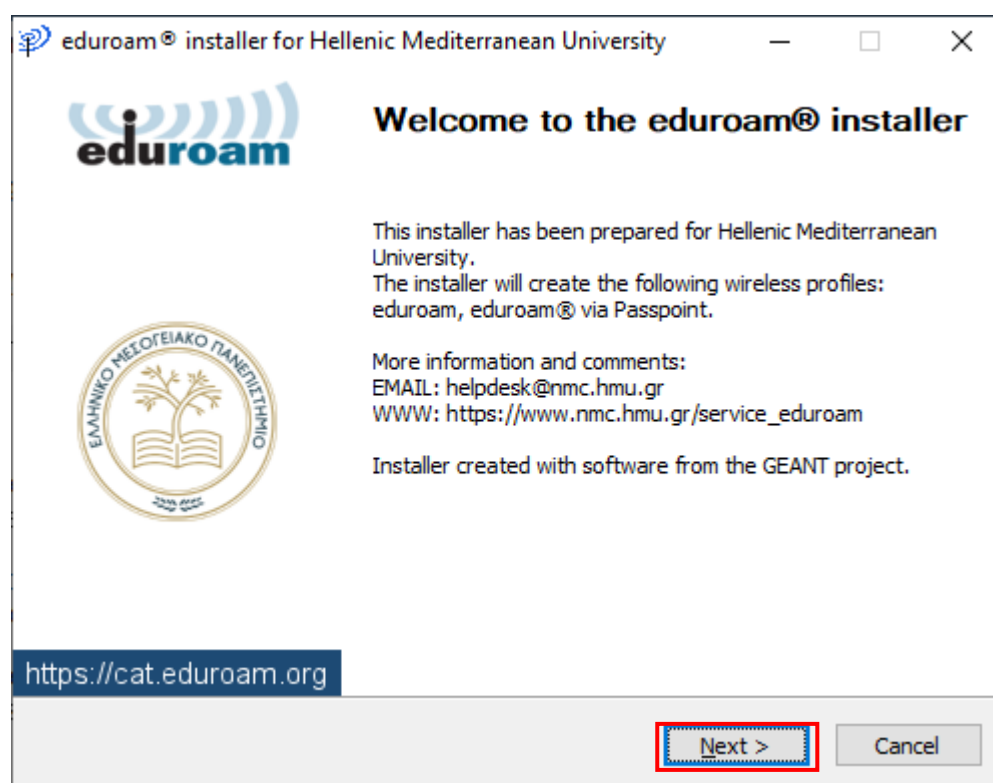 eduroam® installer for Hellenic Mediterranean University
eduroam
Welcome to the eduroam® installer
This installer has been prepared for Hellenic Mediterranean
University.
The installer will create the following wireless profiles:
eduroam, eduroam® via Passpoint.
More information and comments:
EMAIL: helpdesk@nmc.hmu.gr
WWW: https://www.nmc.hmu.gr/service_eduroam
Installer created with software from the GEANT project.
ΕΛΛΗΝΙΚΟ ΜΕΣΟΓΕΙΑΚΟ ΠΑΝΕΠΙΣΤΗΜΙΟ
https://cat.eduroam.org
Next >
Cancel